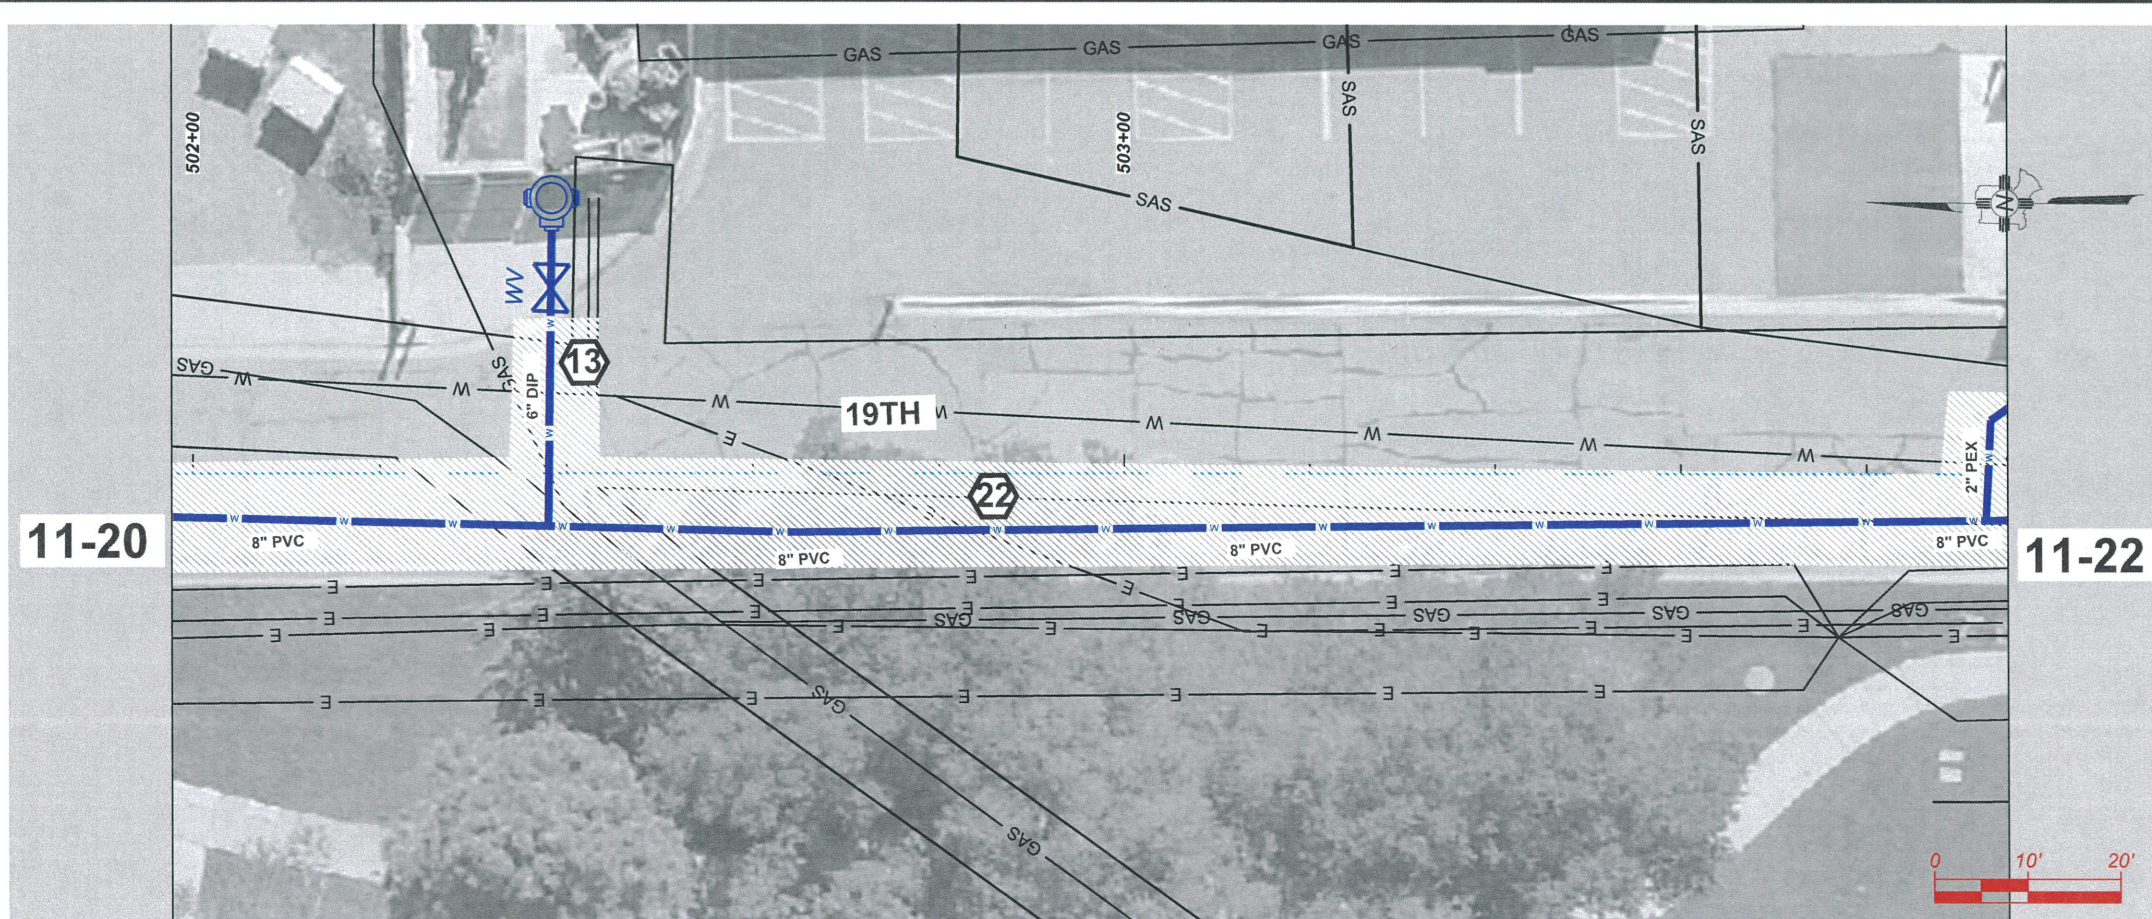 GAS GAS GAS GAS
502+00
503+00
SAS
SAS
SAS
WV
GAS
W W W W W W W W W
SAS
6" DIP
13
19TH
E
22
2" PEX
11-20
W W W W W W W W W W W W W W W W W
W
W
W
8" PVC
8" PVC
8" PVC
8" PVC
11-22
E E E E E E E
E
E E E E E E E
GAS GAS GAS GAS GAS
E E E E E E E E E E E
E E E E E E E
GAS
GAS
N
0 10' 20'